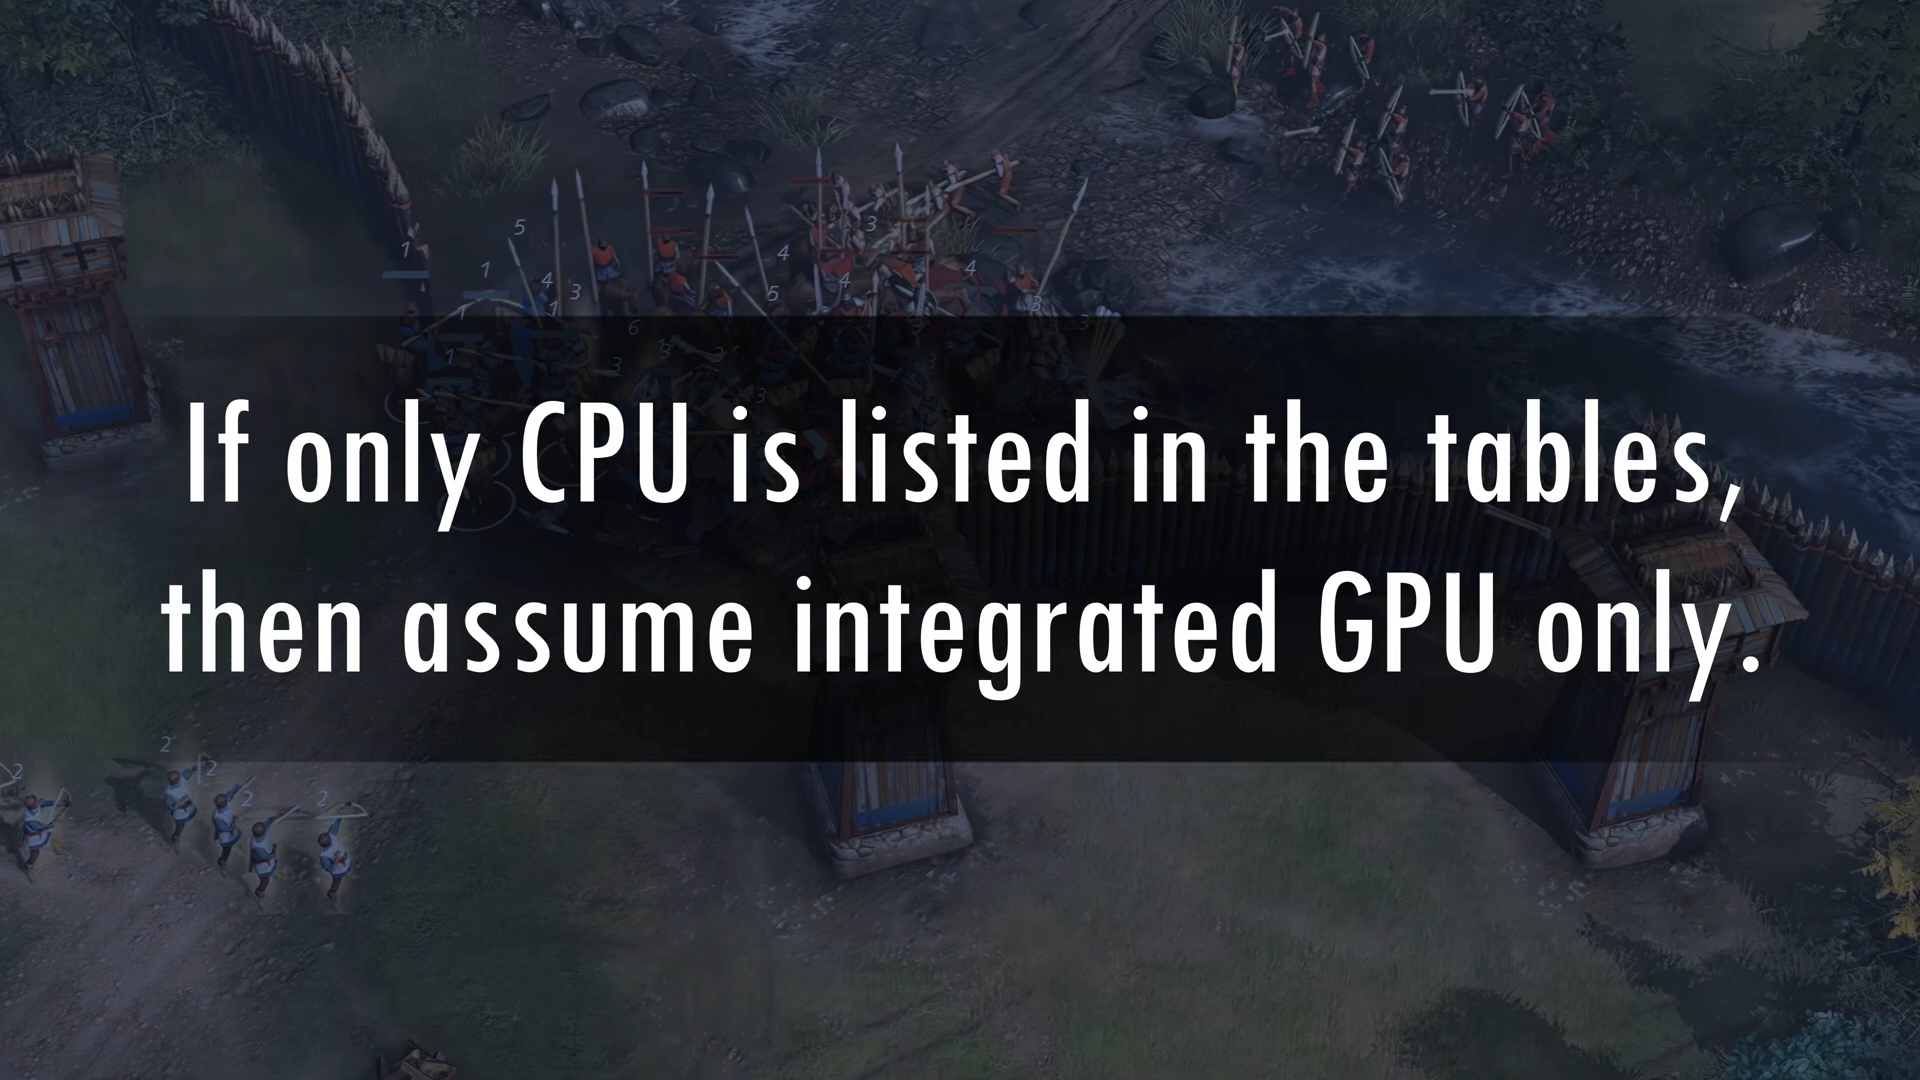 If only CPU is listed in the tables,
then assume integrated GPU only.